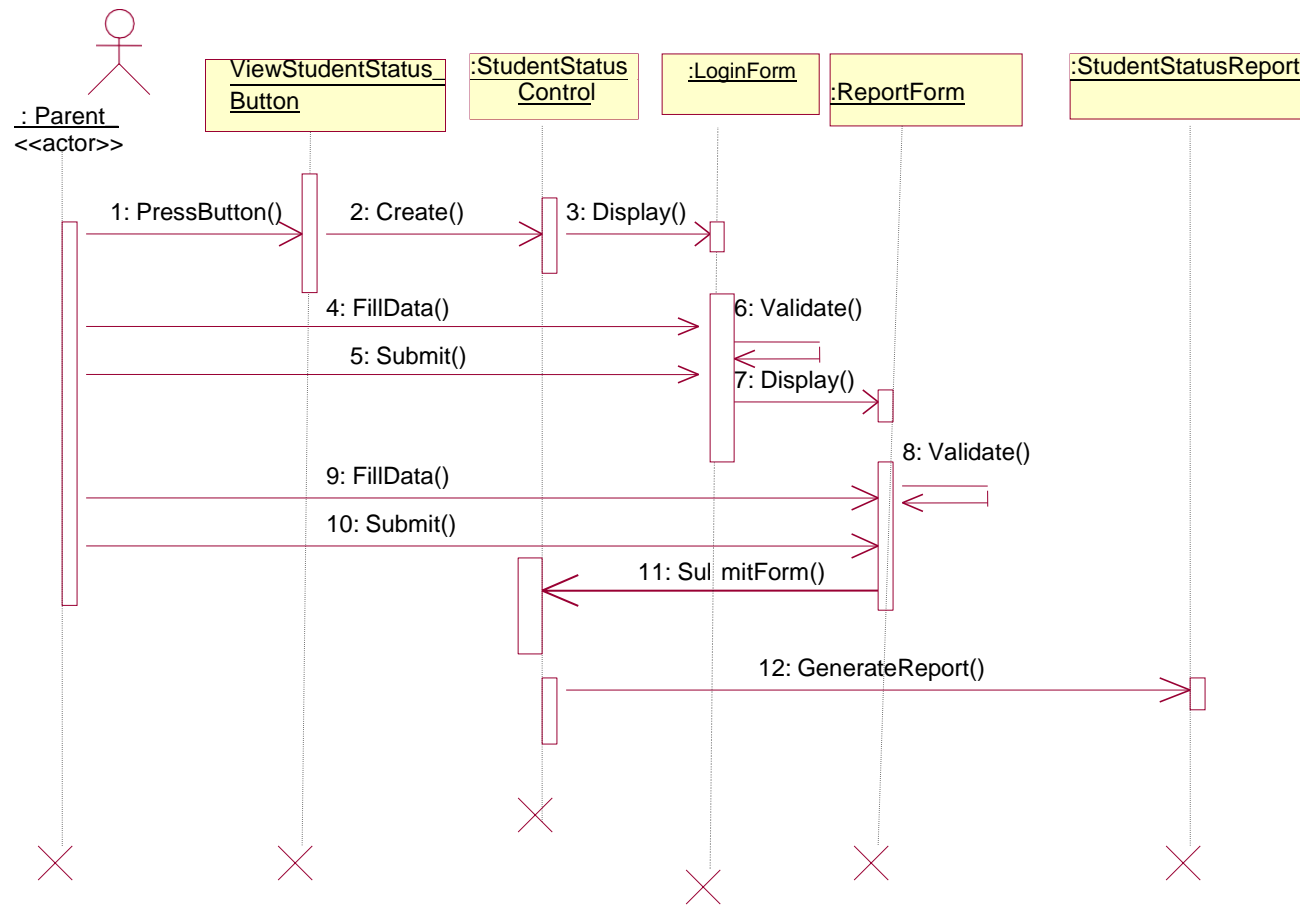 : Parent
<<actor>>
ViewStudentStatus_
Button
:StudentStatus
Control
:LoginForm
:ReportForm
:StudentStatusReport
1: PressButton()
2: Create()
3: Display()
4: FillData()
6: Validate()
5: Submit()
7: Display()
8: Validate()
9: FillData()
10: Submit()
11: Sul mitForm()
12: GenerateReport()